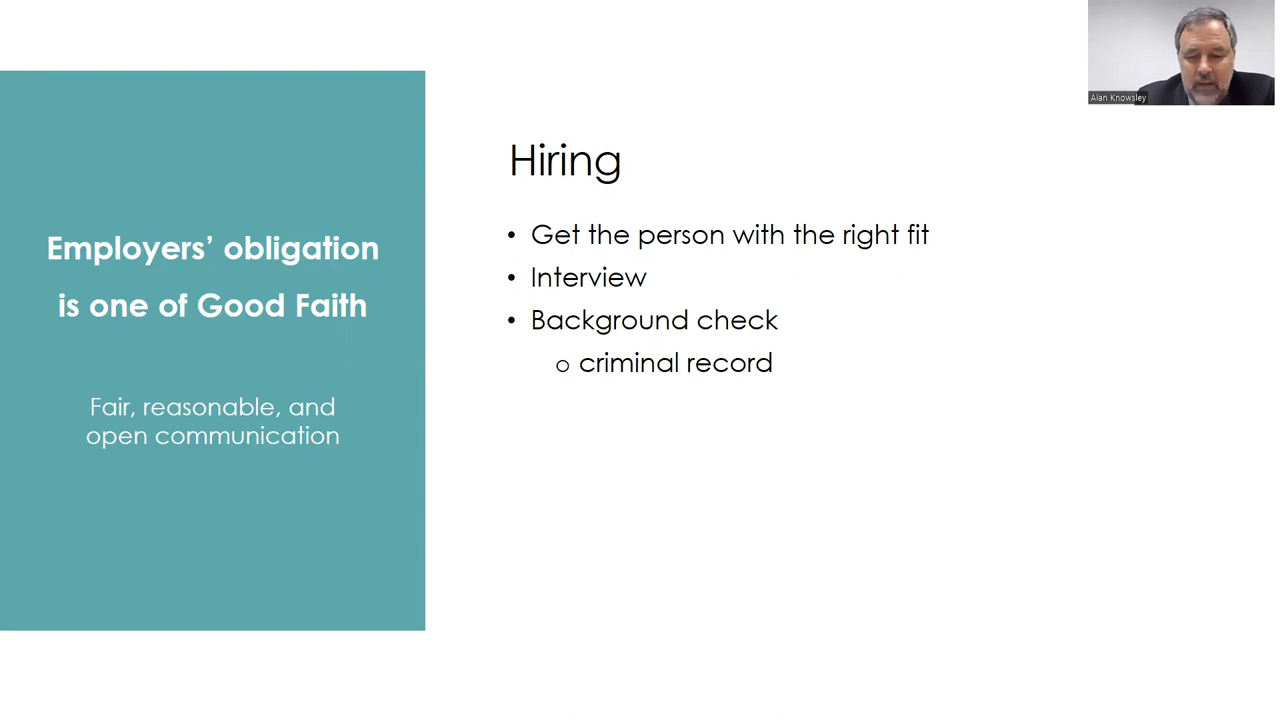 Alan Knowsley
Employers’ obligation
is one of Good Faith
Fair, reasonable, and
open communication
Hiring
• Get the person with the right fit
• Interview
• Background check
o criminal record